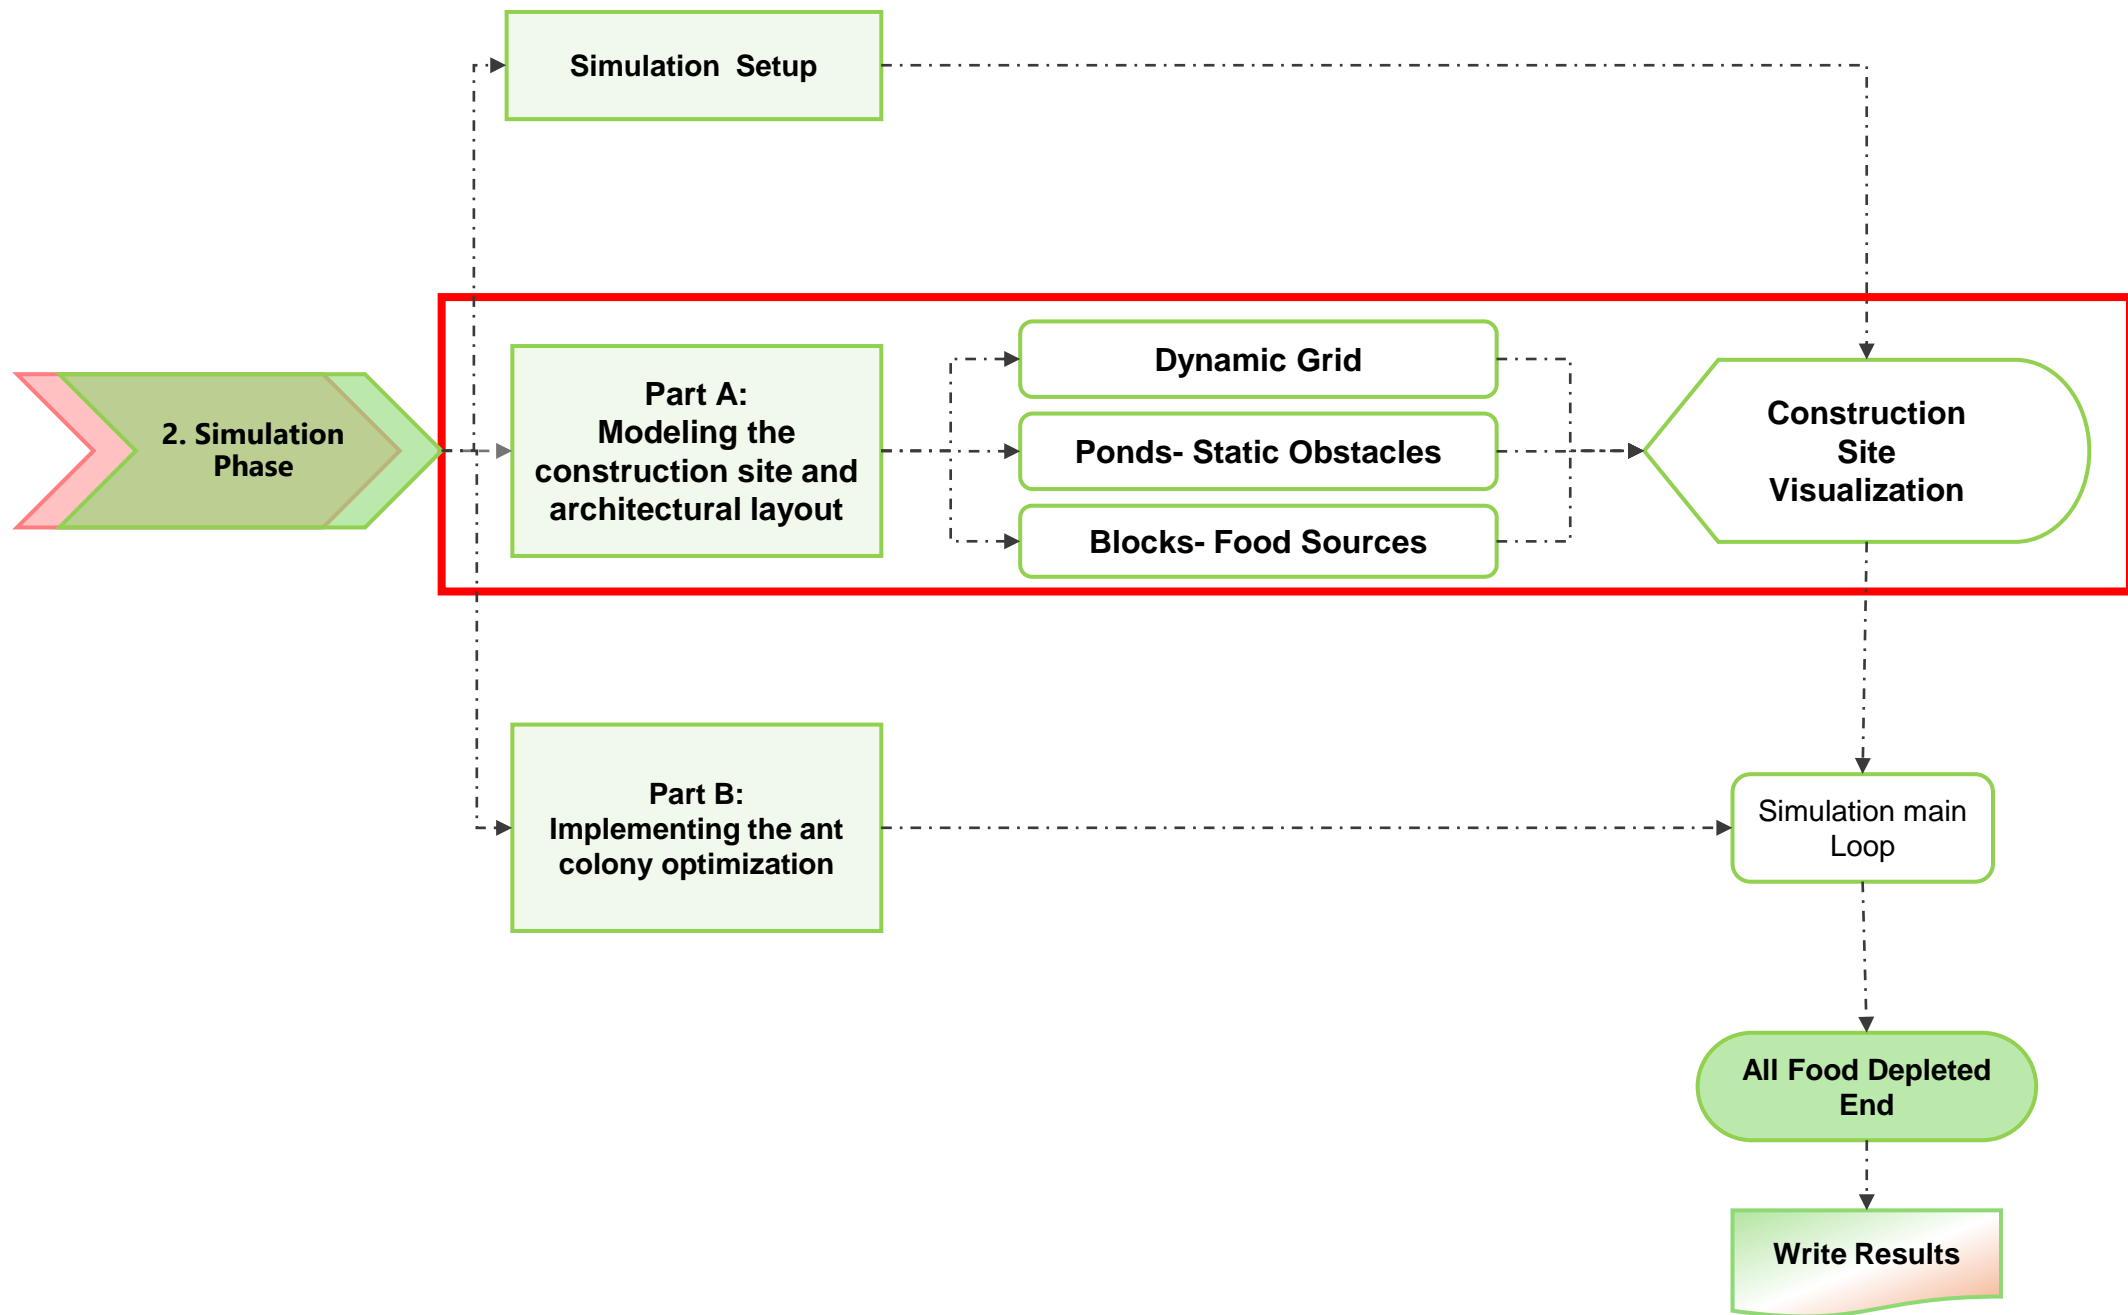 Simulation  Setup
2. Simulation
Phase
Part A:
Modeling the
construction site and
architectural layout
Dynamic Grid
Ponds- Static Obstacles
Blocks- Food Sources
Construction
Site
Visualization
Part B:
Implementing the ant
colony optimization
Simulation main
Loop
All Food Depleted
End
Write Results